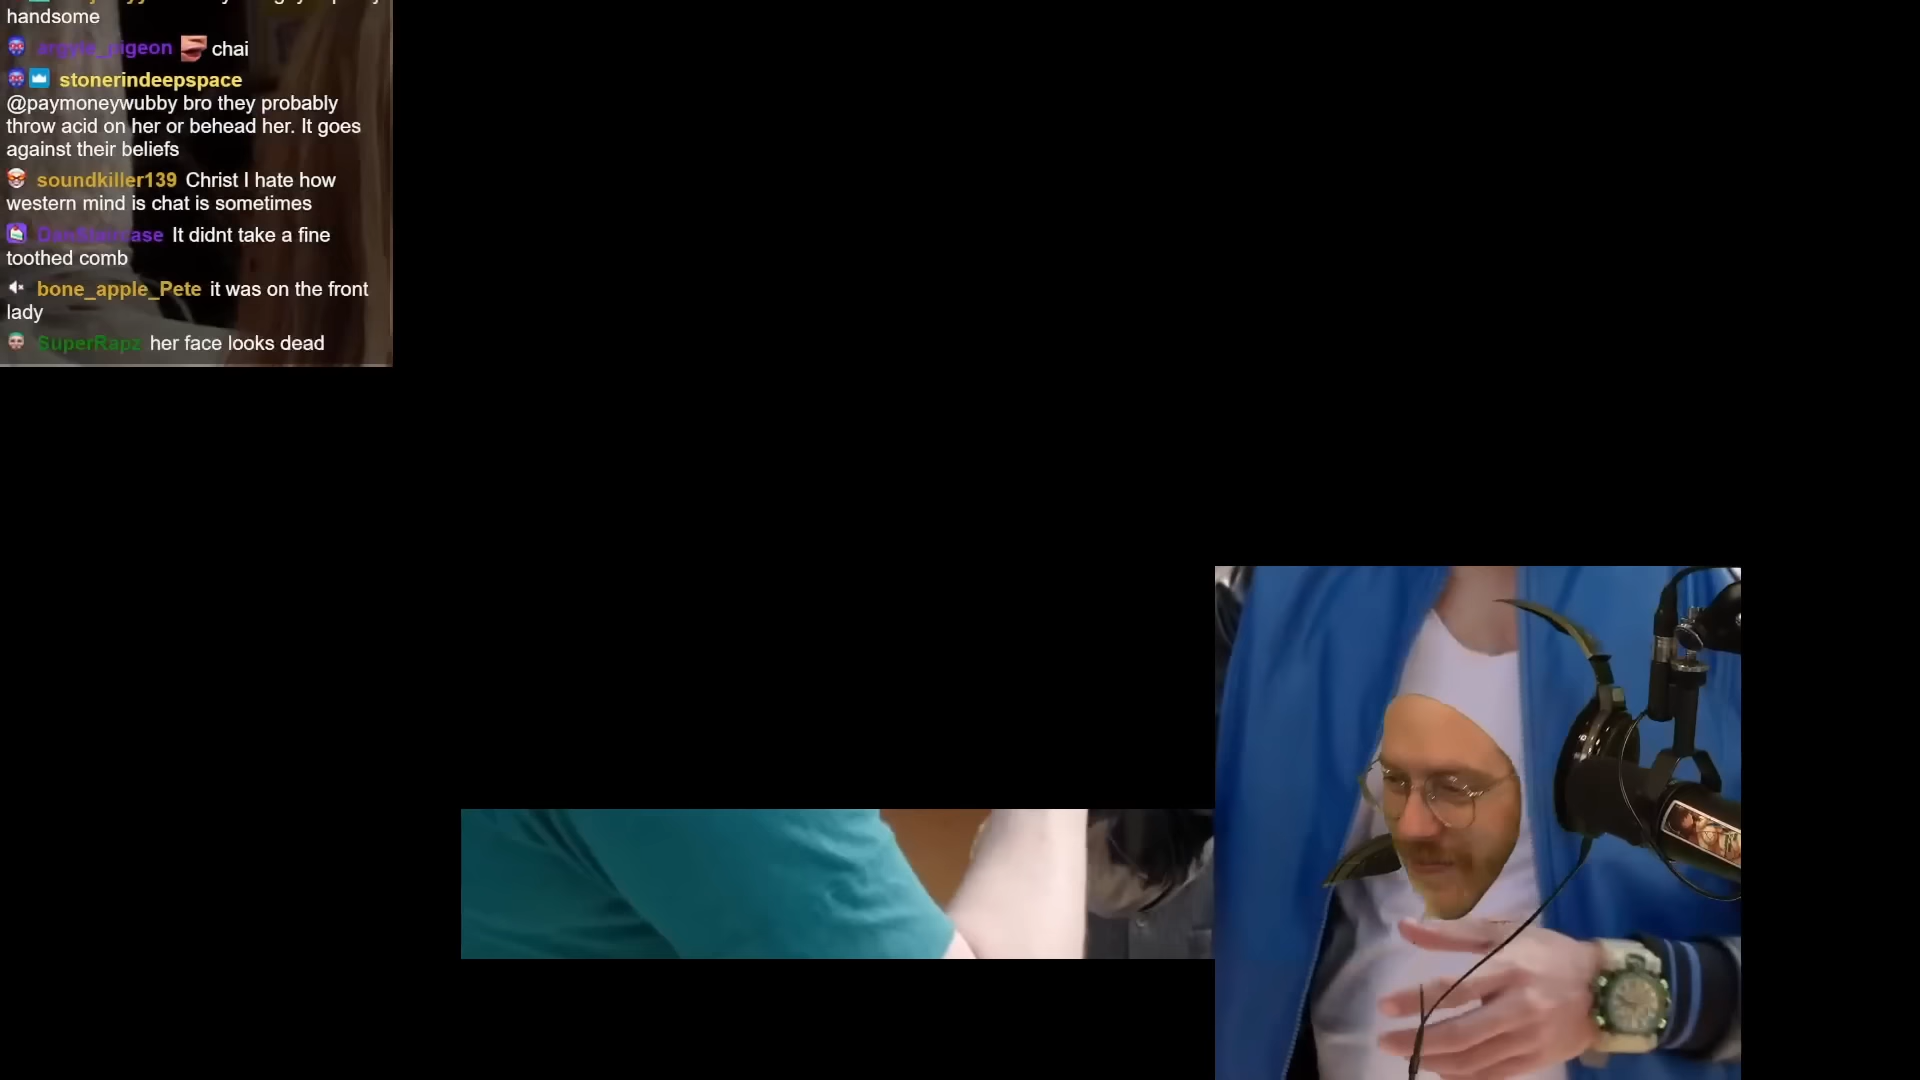 handsome
argyle_pigeon chai
stonerindeepspace
@paymoneywubby bro they probably
throw acid on her or behead her. It goes
against their beliefs
soundkiller139 Christ I hate how
western mind is chat is sometimes
It didnt take a fine
toothed comb
bone_apple_Pete it was on the front
lady
SuperRapz her face looks dead